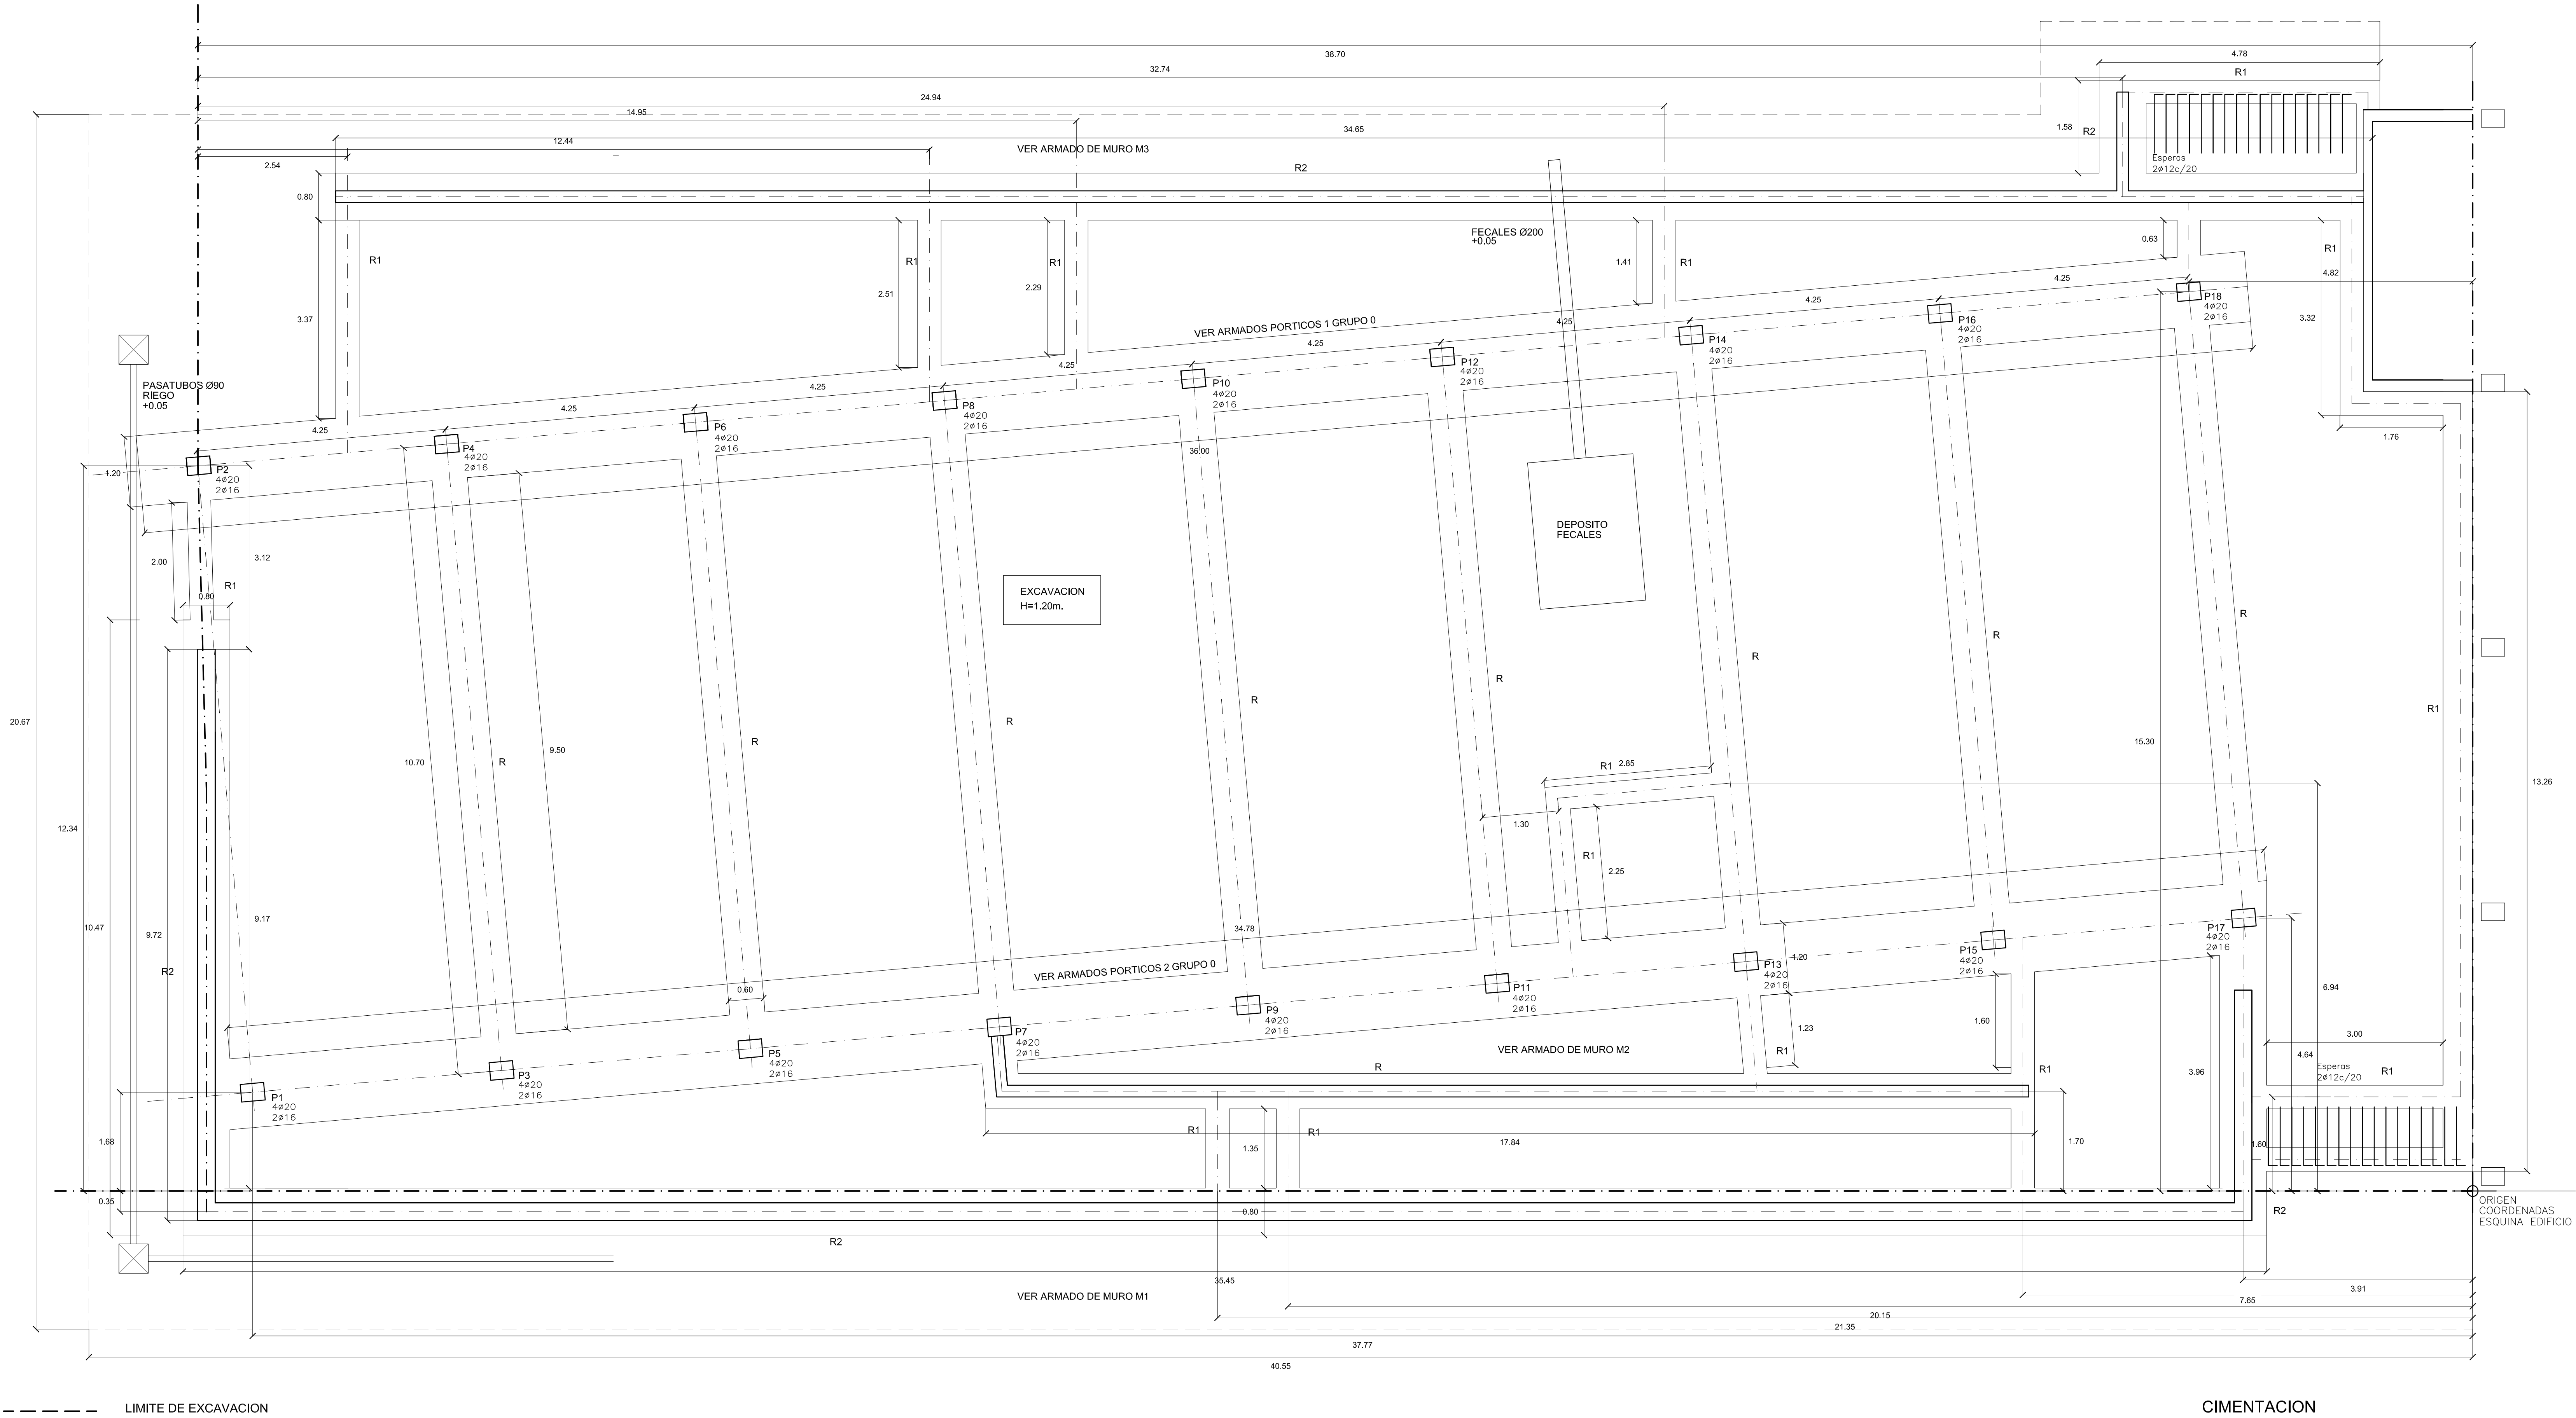 38.70
4.78
32.74
R1
24.94
14.95
34.65
1.58
R2
12.44
VER ARMADO DE MURO M3
2.54
Esperas
2ø12c/20
R2
0.80
FECALES Ø200
+0.05
0.63
R1
R1
R1
R1
R1
1.41
2.51
2.29
3.37
4.25
4.82
4.25
4.25
4.25
4.25
4.25
4.25
4.25
VER ARMADOS PORTICOS 1 GRUPO 0
P18
4ø20
2ø16
P16
4ø20
2ø16
P14
4ø20
2ø16
P12
4ø20
2ø16
P10
4ø20
2ø16
P8
4ø20
2ø16
P6
4ø20
2ø16
P4
4ø20
2ø16
P2
4ø20
2ø16
3.32
1.76
PASATUBOS Ø90
RIEGO
+0.05
1.20
36.00
DEPOSITO
FECALES
2.00
3.12
R1
0.80
EXCAVACION
H=1.20m.
R
R
R
R
R
R
R
R
R1
20.67
10.70
9.50
15.30
13.26
R1
2.85
1.30
R1
2.25
12.34
10.47
9.72
9.17
R2
34.78
VER ARMADOS PORTICOS 2 GRUPO 0
0.60
P17
4ø20
2ø16
P15
4ø20
2ø16
1.20
P13
4ø20
2ø16
P11
4ø20
2ø16
P9
4ø20
2ø16
P7
4ø20
2ø16
P5
4ø20
2ø16
P3
4ø20
2ø16
P1
4ø20
2ø16
6.94
3.00
4.64
1.60
1.23
VER ARMADO DE MURO M2
R
R1
R1
3.96
Esperas
2ø12c/20
R1
1.68
R1
R1
1.35
17.84
1.70
1.60
0.35
0.80
R2
R2
ORIGEN
COORDENADAS
ESQUINA EDIFICIO
35.45
VER ARMADO DE MURO M1
3.91
7.65
20.15
21.35
37.77
40.55
LIMITE DE EXCAVACION
CIMENTACION